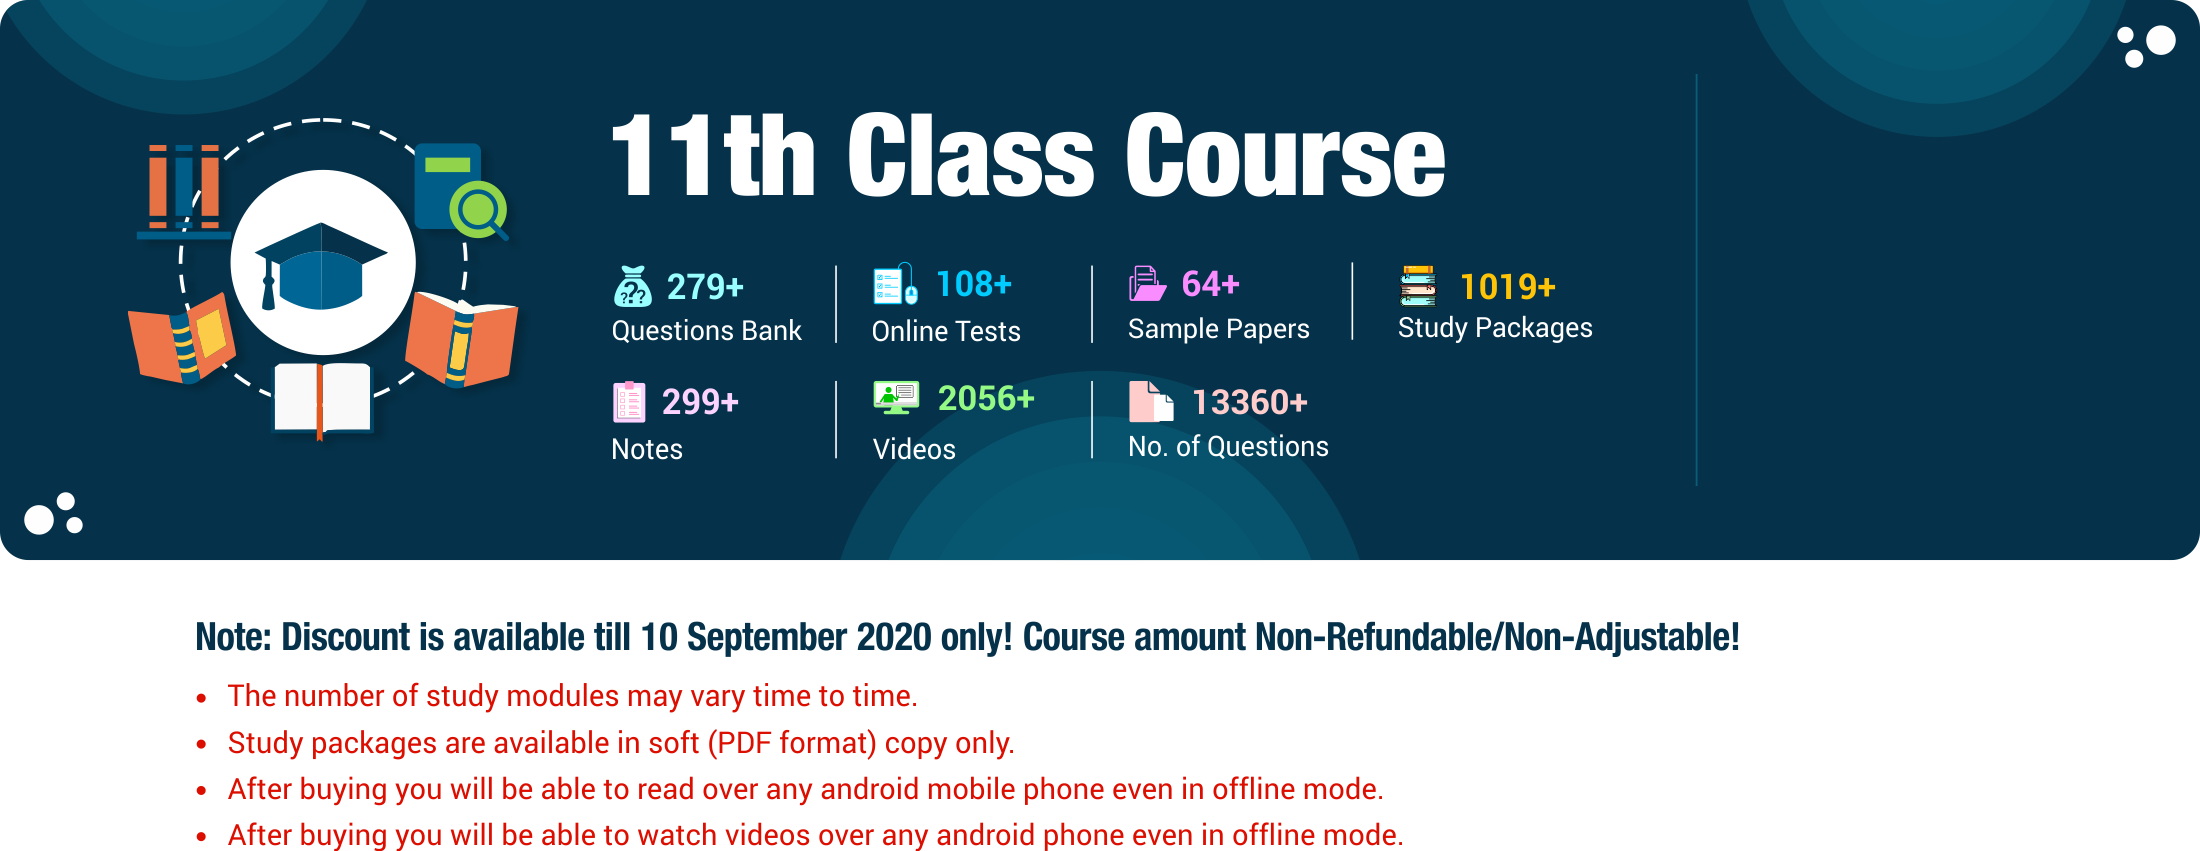 11th Class Course
279+ 108+ 64+ 1019+
Questions Bank Online Tests Sample Papers Study Packages
299+ 2056+ 13360+
Notes Videos No. of Questions
Note: Discount is available till 10 September 2020 only! Course amount Non-Refundable/Non-Adjustable!
• The number of study modules may vary time to time.
• Study packages are available in soft (PDF format) copy only.
• After buying you will be able to read over any android mobile phone even in offline mode.
• After buying you will be able to watch videos over any android phone even in offline mode.